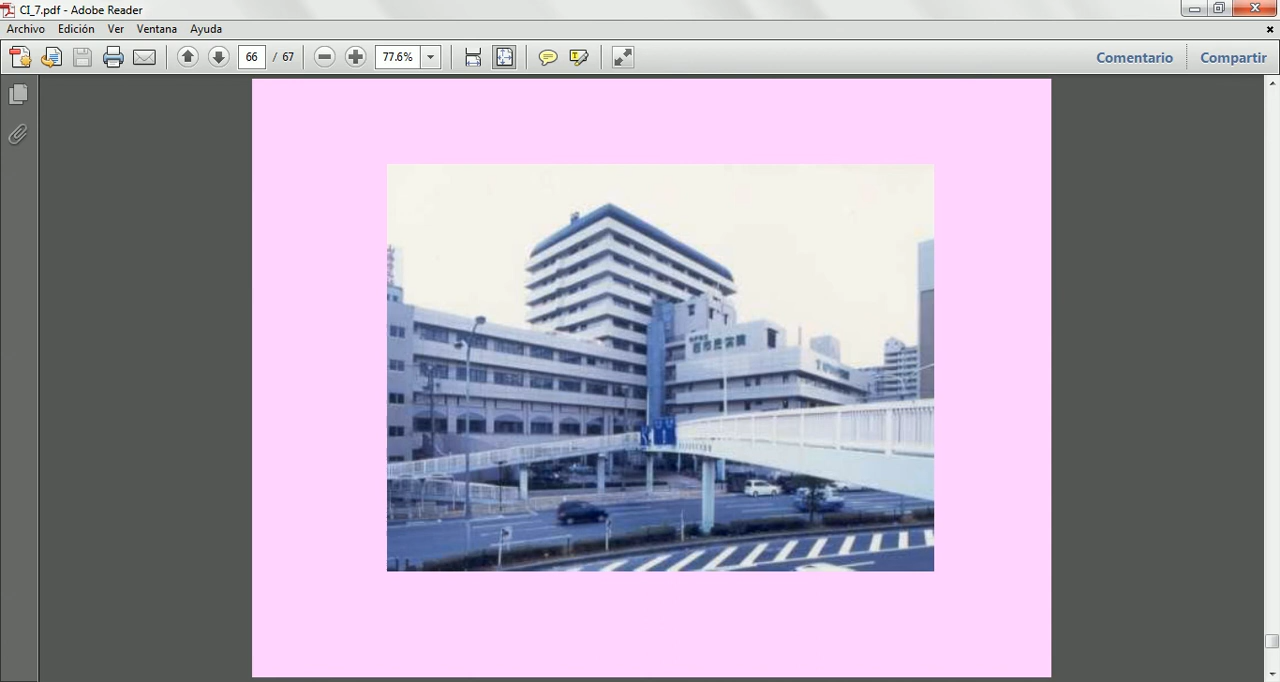 CI_7.pdf - Adobe Reader
Archivo Edición Ver Ventana Ayuda
66 / 67 77.6% Comentario Compartir